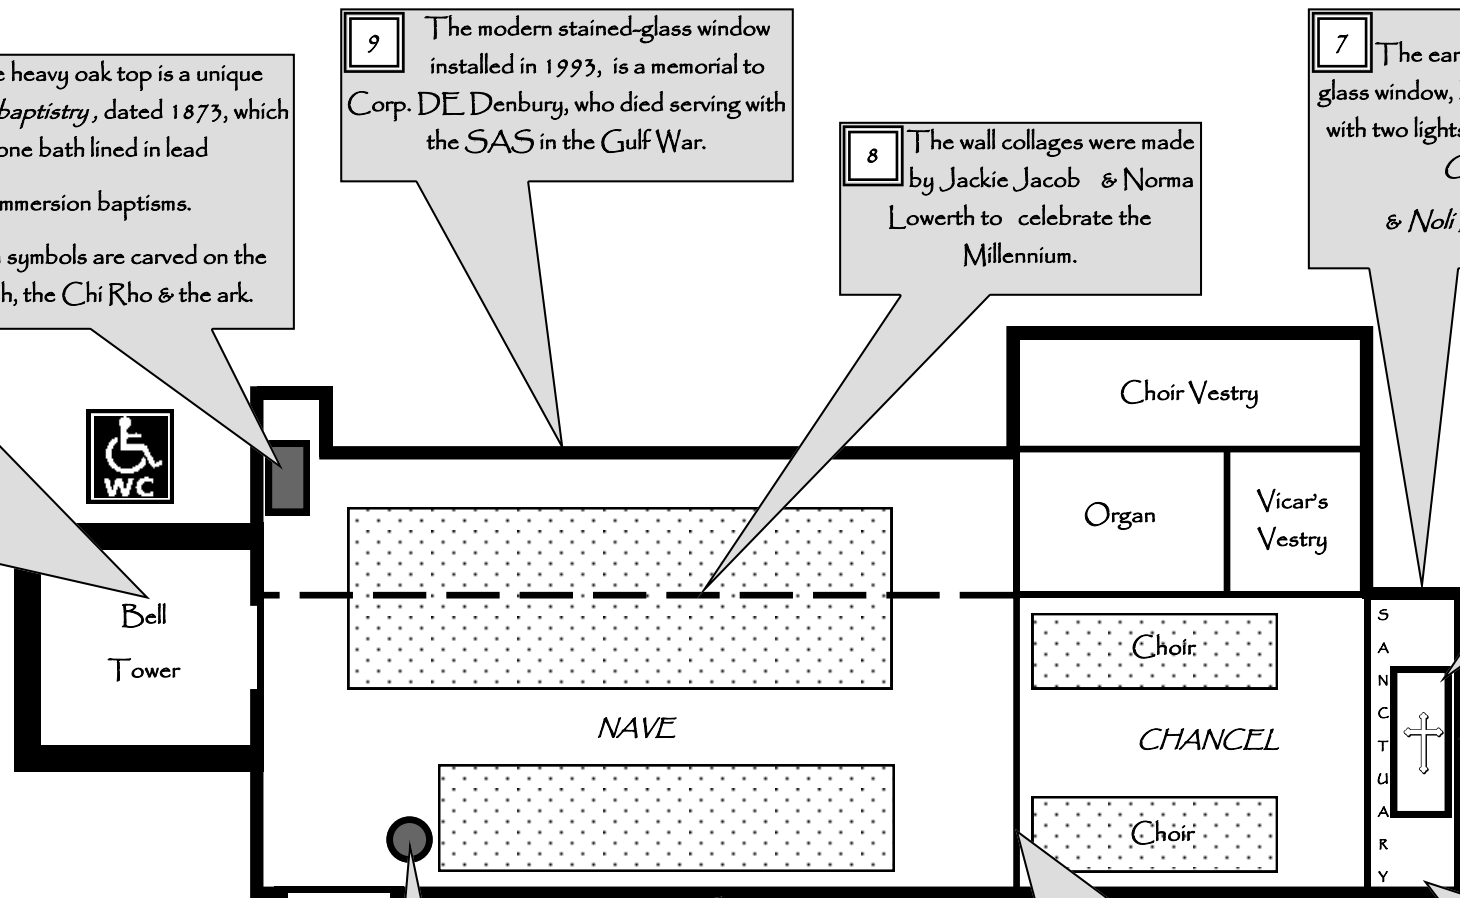 e heavy oak top is a unique
baptistry, dated 1873, which
one bath lined in lead
mmersion baptisms.
symbols are carved on the
h, the Chi Rho & the ark.
9
The modern stained-glass window
installed in 1993, is a memorial to
Corp. DE Denbury, who died serving with
the SAS in the Gulf War.
8
The wall collages were made
by Jackie Jacob & Norma
Lowerth to celebrate the
Millennium.
7
The ear
glass window,
with two lights
C
& Noli
WC
Choir Vestry
Organ
Vicar's
Vestry
Bell
Tower
NAVE
Choir
CHANCEL
Choir
SANCTUARY